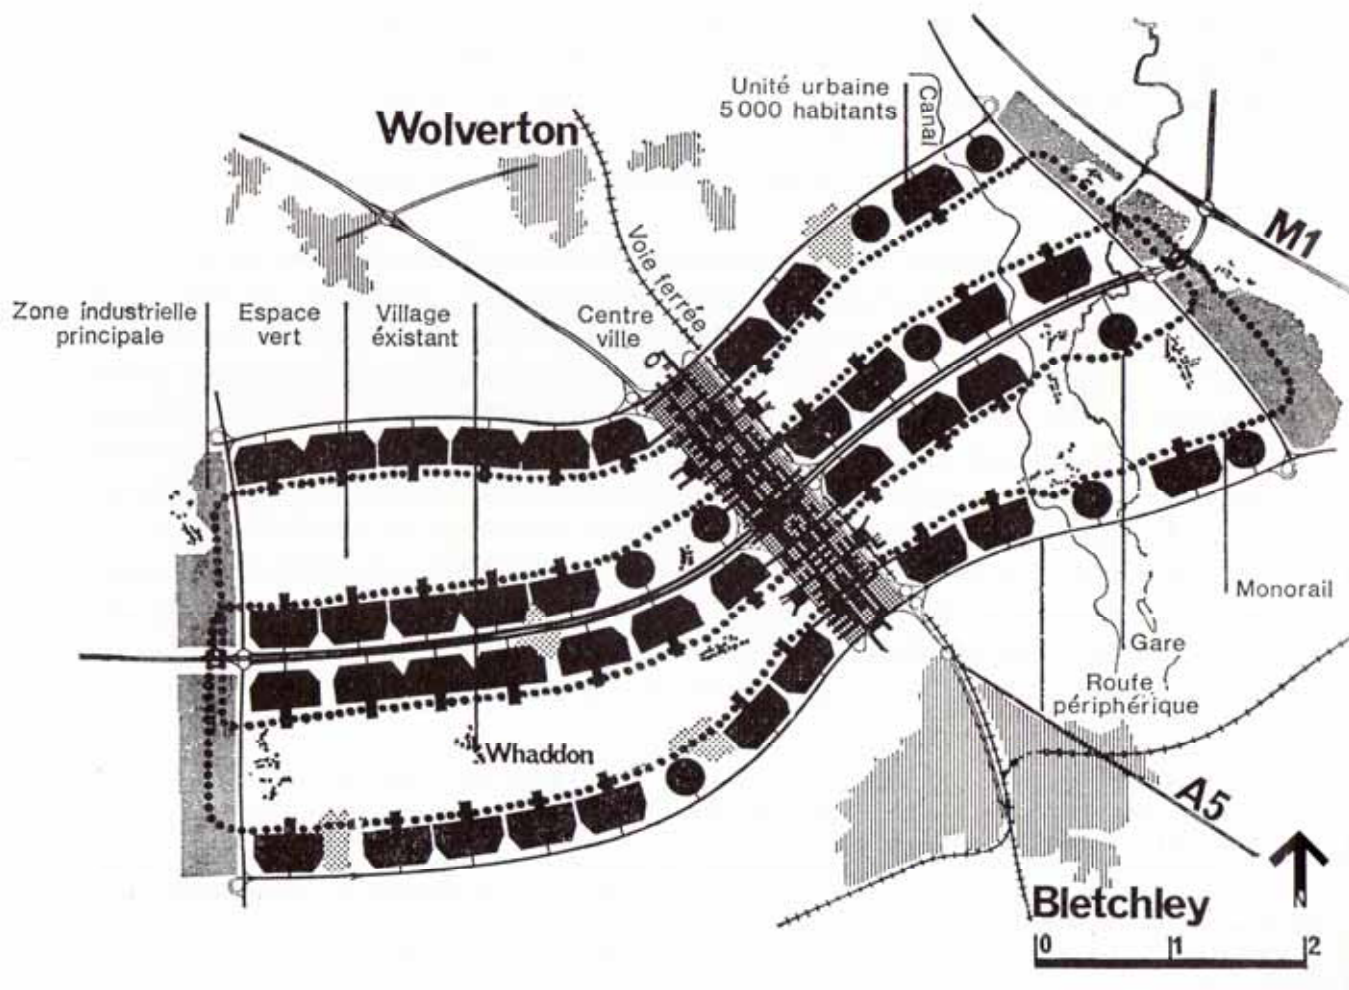 Wolverton
Unité urbaine
5 000 habitants
Canal
M1
Voie ferrée
Zone industrielle
principale
Espace
vert
Village
éxistant
Centre
ville
Monorail
Gare
Roufe
périphérique
Whaddon
A5
Bletchley
N
0 1 2